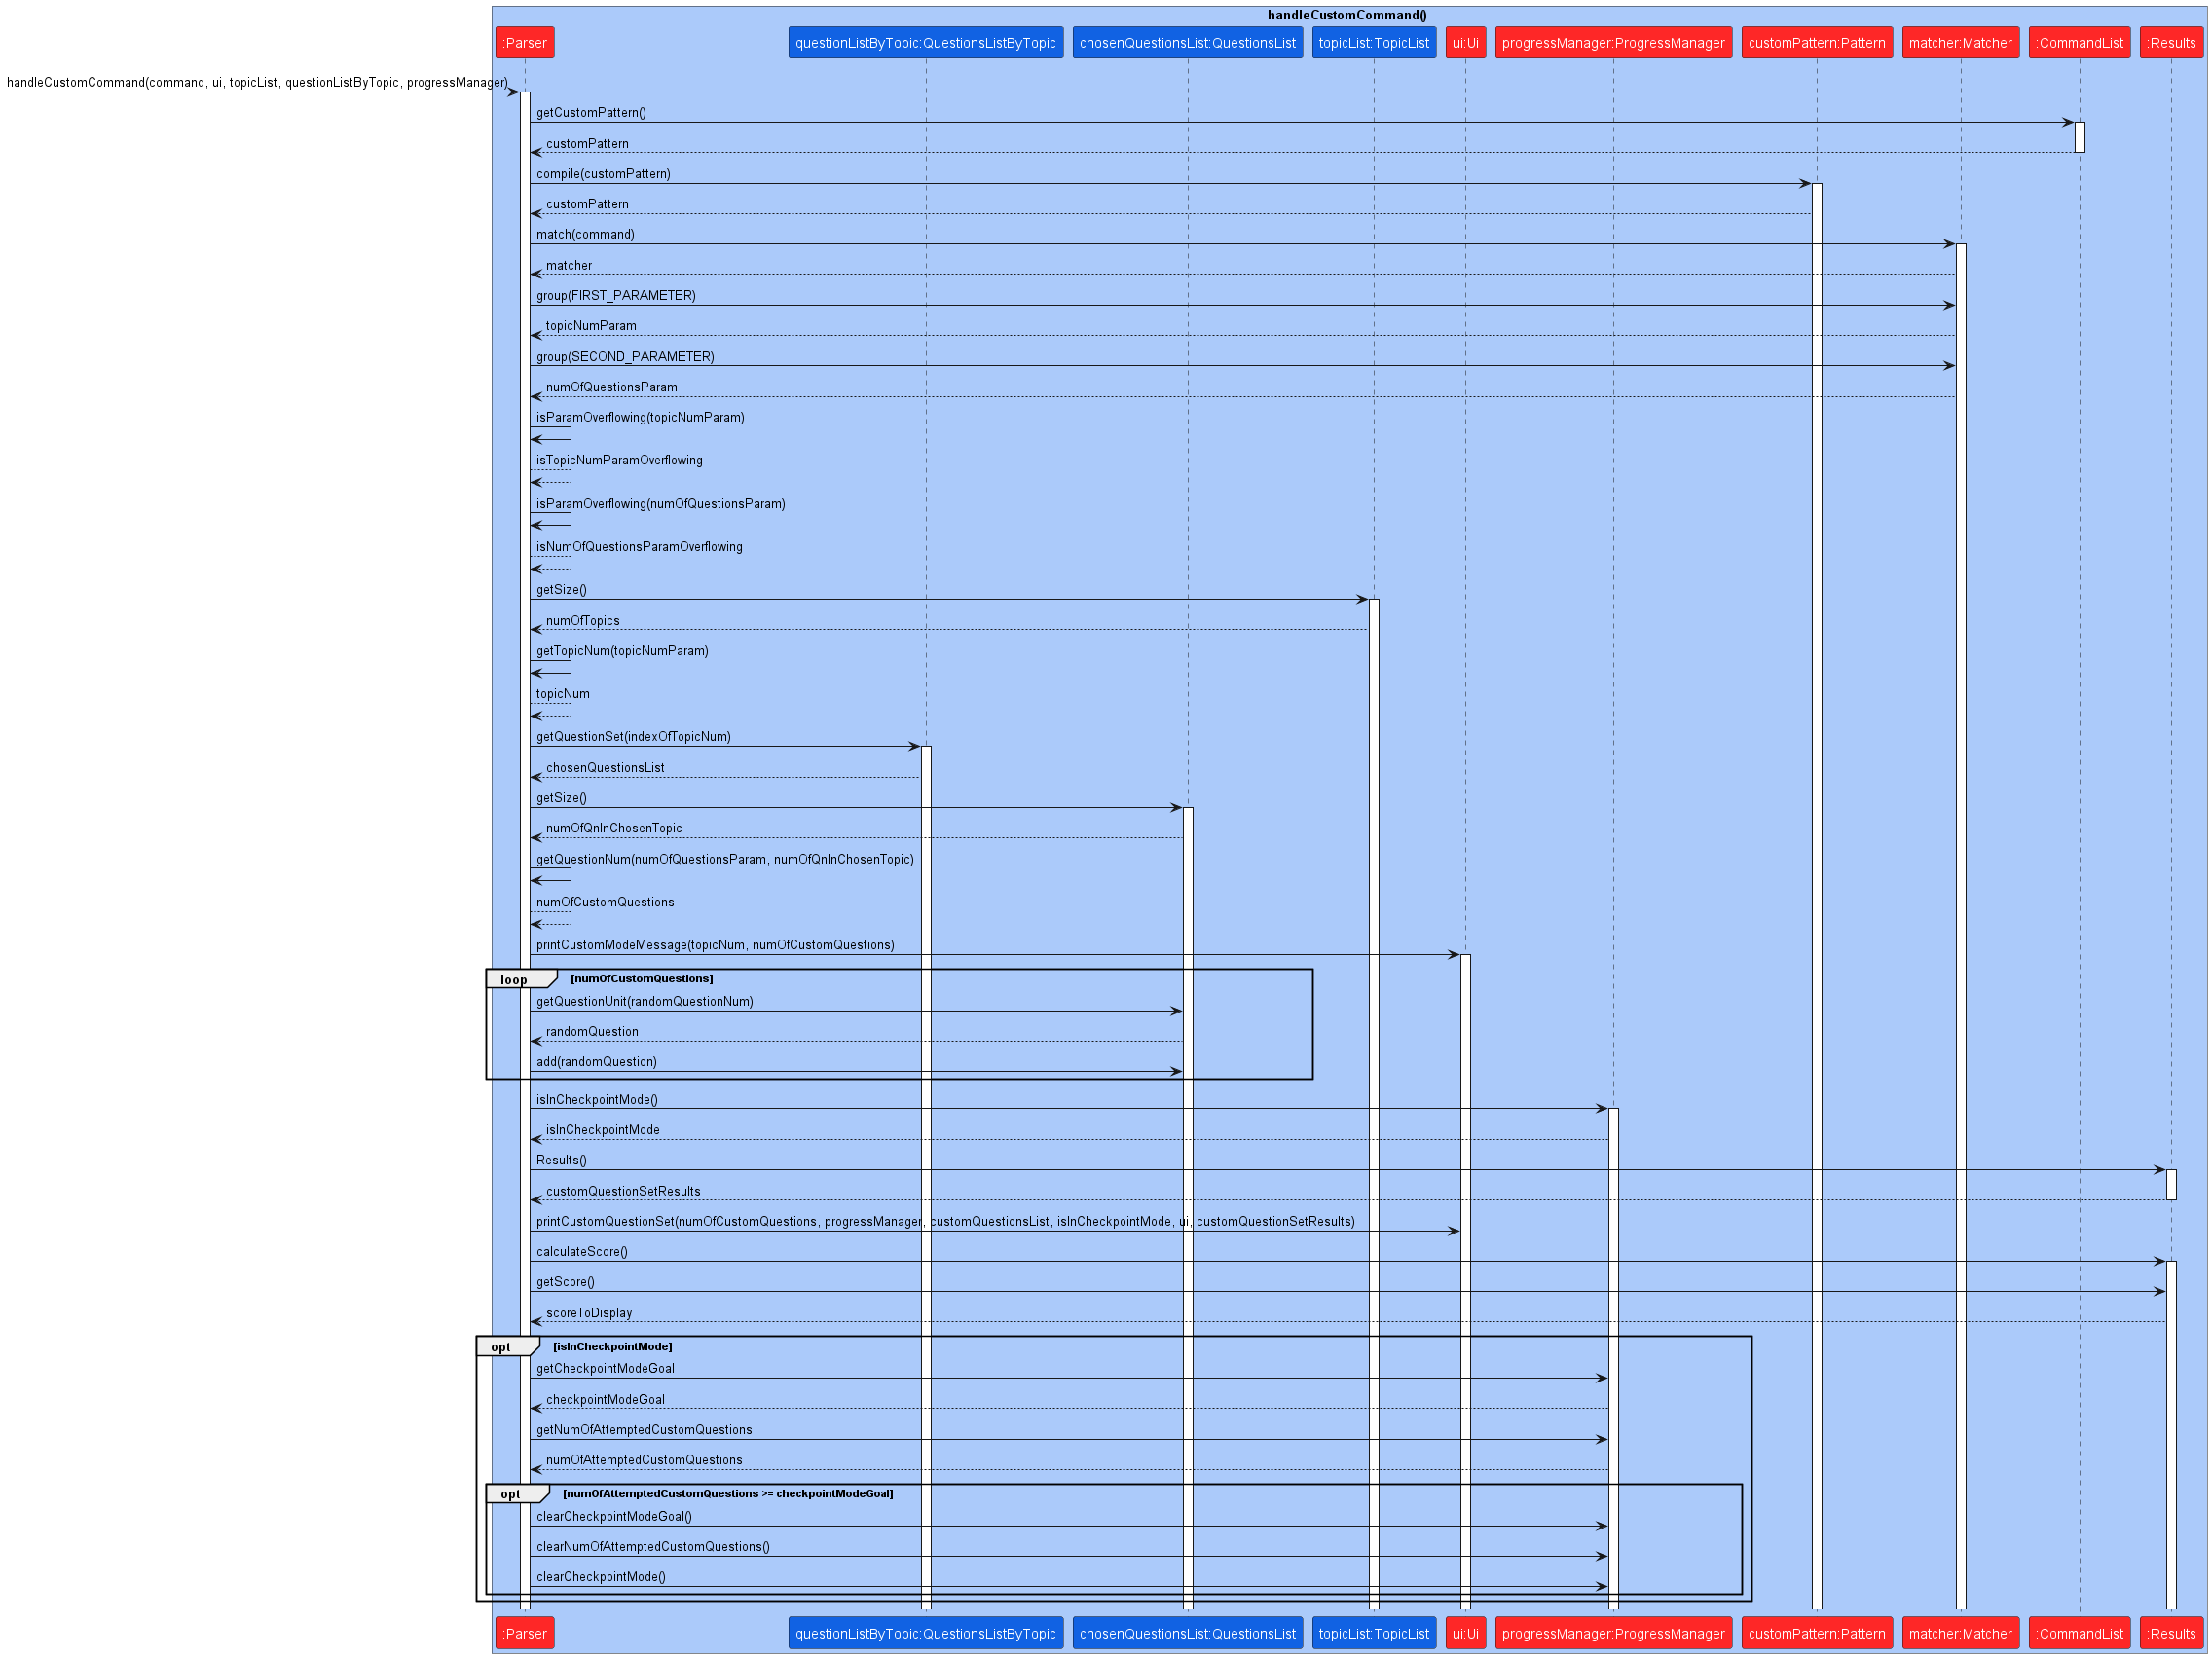 handleCustomCommand()
:Parser
questionListByTopic:QuestionsListByTopic
chosenQuestionsList:QuestionsList
topicList:TopicList
ui:Ui
progressManager:ProgressManager
customPattern:Pattern
matcher:Matcher
:CommandList
:Results
handleCustomCommand(command, ui, topicList, questionListByTopic, progressManager)
getCustomPattern()
customPattern
compile(customPattern)
customPattern
match(command)
matcher
group(FIRST_PARAMETER)
topicNumParam
group(SECOND_PARAMETER)
numOfQuestionsParam
isParamOverflowing(topicNumParam)
isTopicNumParamOverflowing
isParamOverflowing(numOfQuestionsParam)
isNumOfQuestionsParamOverflowing
getSize()
numOfTopics
getTopicNum(topicNumParam)
topicNum
getQuestionSet(indexOfTopicNum)
chosenQuestionsList
getSize()
numOfQnInChosenTopic
getQuestionNum(numOfQuestionsParam, numOfQnInChosenTopic)
numOfCustomQuestions
printCustomModeMessage(topicNum, numOfCustomQuestions)
loop [numOfCustomQuestions]
getQuestionUnit(randomQuestionNum)
randomQuestion
add(randomQuestion)
isInCheckpointMode()
isInCheckpointMode
Results()
customQuestionSetResults
printCustomQuestionSet(numOfCustomQuestions, progressManager, customQuestionsList, isInCheckpointMode, ui, customQuestionSetResults)
calculateScore()
getScore()
scoreToDisplay
opt [isInCheckpointMode]
getCheckpointModeGoal
checkpointModeGoal
getNumOfAttemptedCustomQuestions
numOfAttemptedCustomQuestions
opt [numOfAttemptedCustomQuestions >= checkpointModeGoal]
clearCheckpointModeGoal()
clearNumOfAttemptedCustomQuestions()
clearCheckpointMode()
:Parser
questionListByTopic:QuestionsListByTopic
chosenQuestionsList:QuestionsList
topicList:TopicList
ui:Ui
progressManager:ProgressManager
customPattern:Pattern
matcher:Matcher
:CommandList
:Results